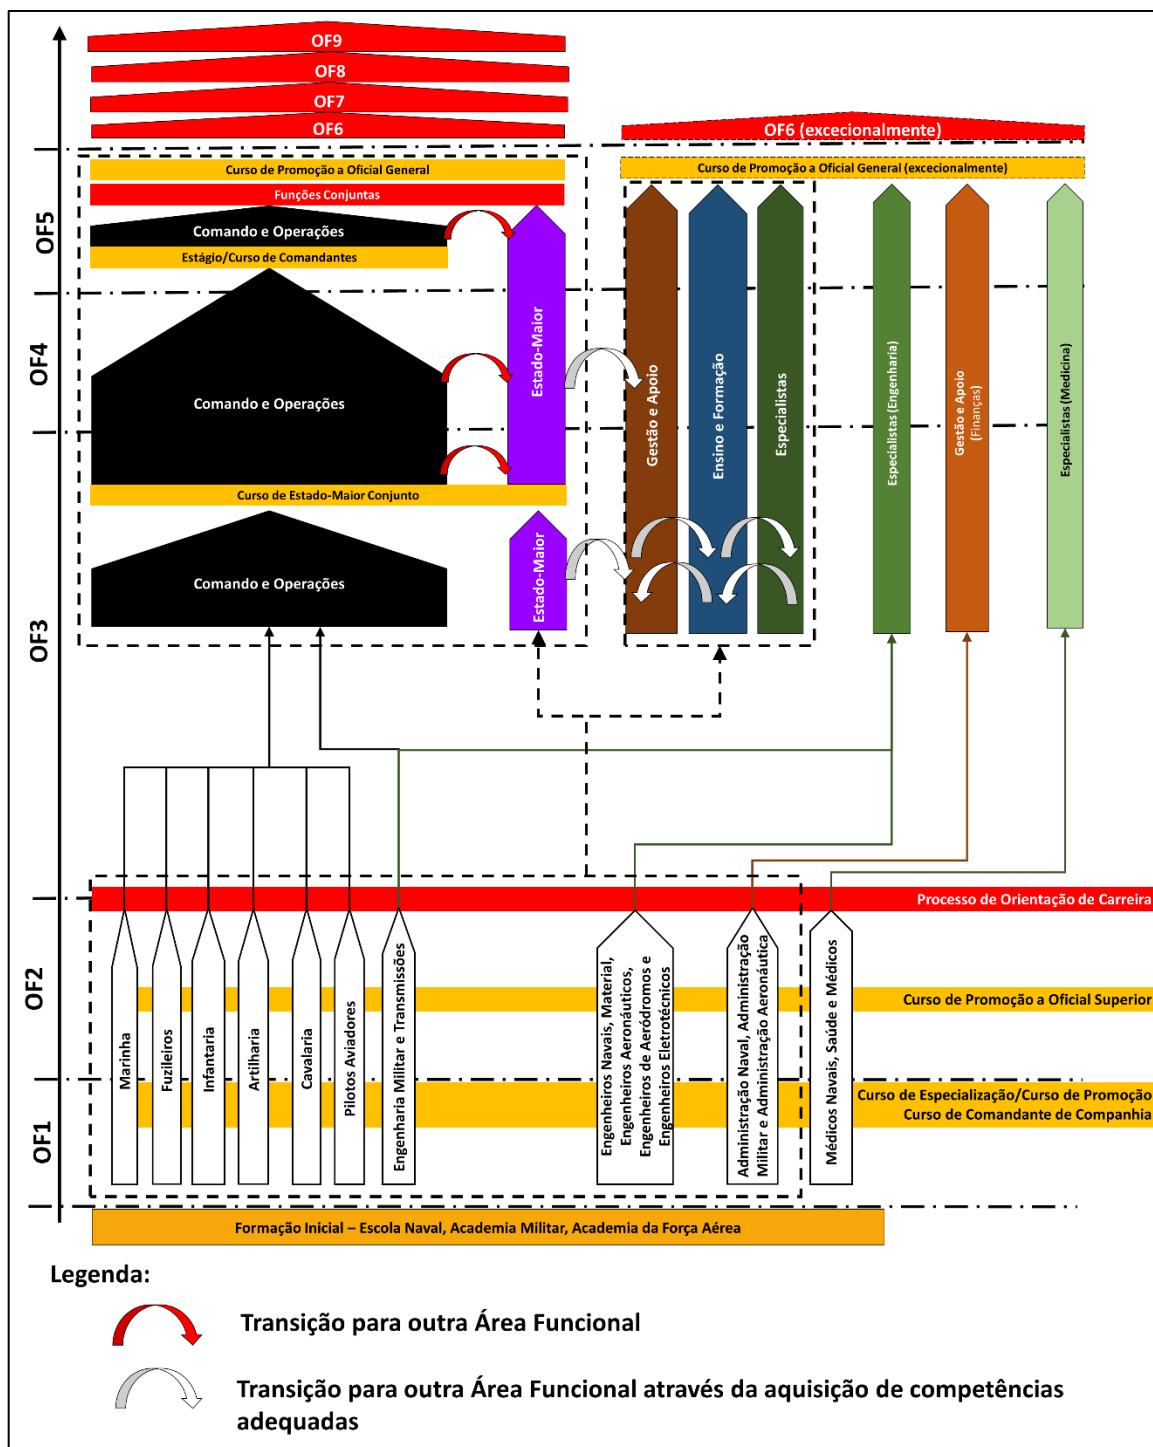 OF9
OF8
OF7
OF6
OF6 (excecionalmente)
Curso de Promoção a Oficial General
Curso de Promoção a Oficial General (excecionalmente)
Funções Conjuntas
OF5
Comando e Operações
Estágio/Curso de Comandantes
OF4
Comando e Operações
Estado-Maior
Gestão e Apoio
Ensino e Formação
Especialistas
Especialistas (Engenharia)
Gestão e Apoio
(Finanças)
Especialistas (Medicina)
Curso de Estado-Maior Conjunto
OF3
Comando e Operações
Estado-Maior
Processo de Orientação de Carreira
OF2
Curso de Promoção a Oficial Superior
Marinha
Fuzileiros
Infantaria
Artilharia
Cavalaria
Pilotos Aviadores
Engenharia Militar e Transmissões
Engenheiros Navais, Material,
Engenheiros Aeronáuticos,
Engenheiros de Aeródromos e
Engenheiros Eletrotécnicos
Administração Naval, Administração
Militar e Administração Aeronáutica
Médicos Navais, Saúde e Médicos
OF1
Curso de Especialização/Curso de Promoção
Curso de Comandante de Companhia
Formação Inicial – Escola Naval, Academia Militar, Academia da Força Aérea
Legenda:
Transição para outra Área Funcional
Transição para outra Área Funcional através da aquisição de competências
adequadas